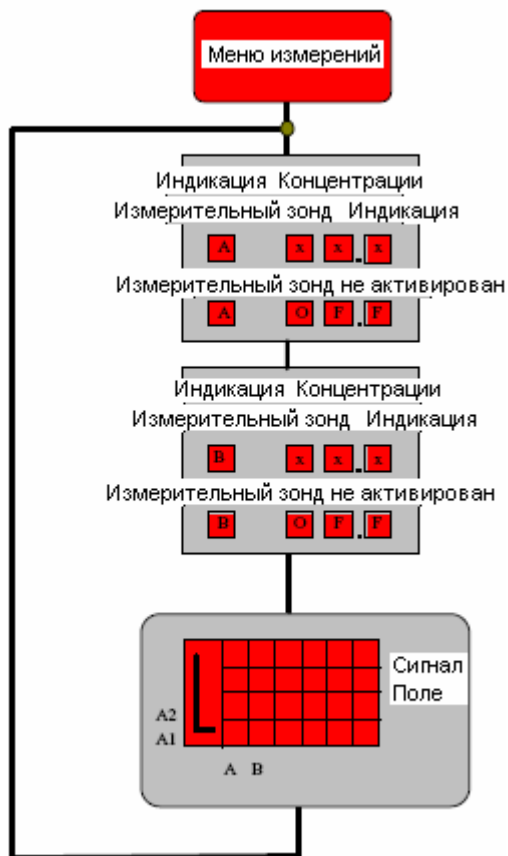 Меню измерений
Индикация Концентрации
Измерительный зонд Индикация
A x x . x
Измерительный зонд не активирован
A O F . F
Индикация Концентрации
Измерительный зонд Индикация
B x x . x
Измерительный зонд не активирован
B O F . F
Сигнал
Поле
A2
A1
A B